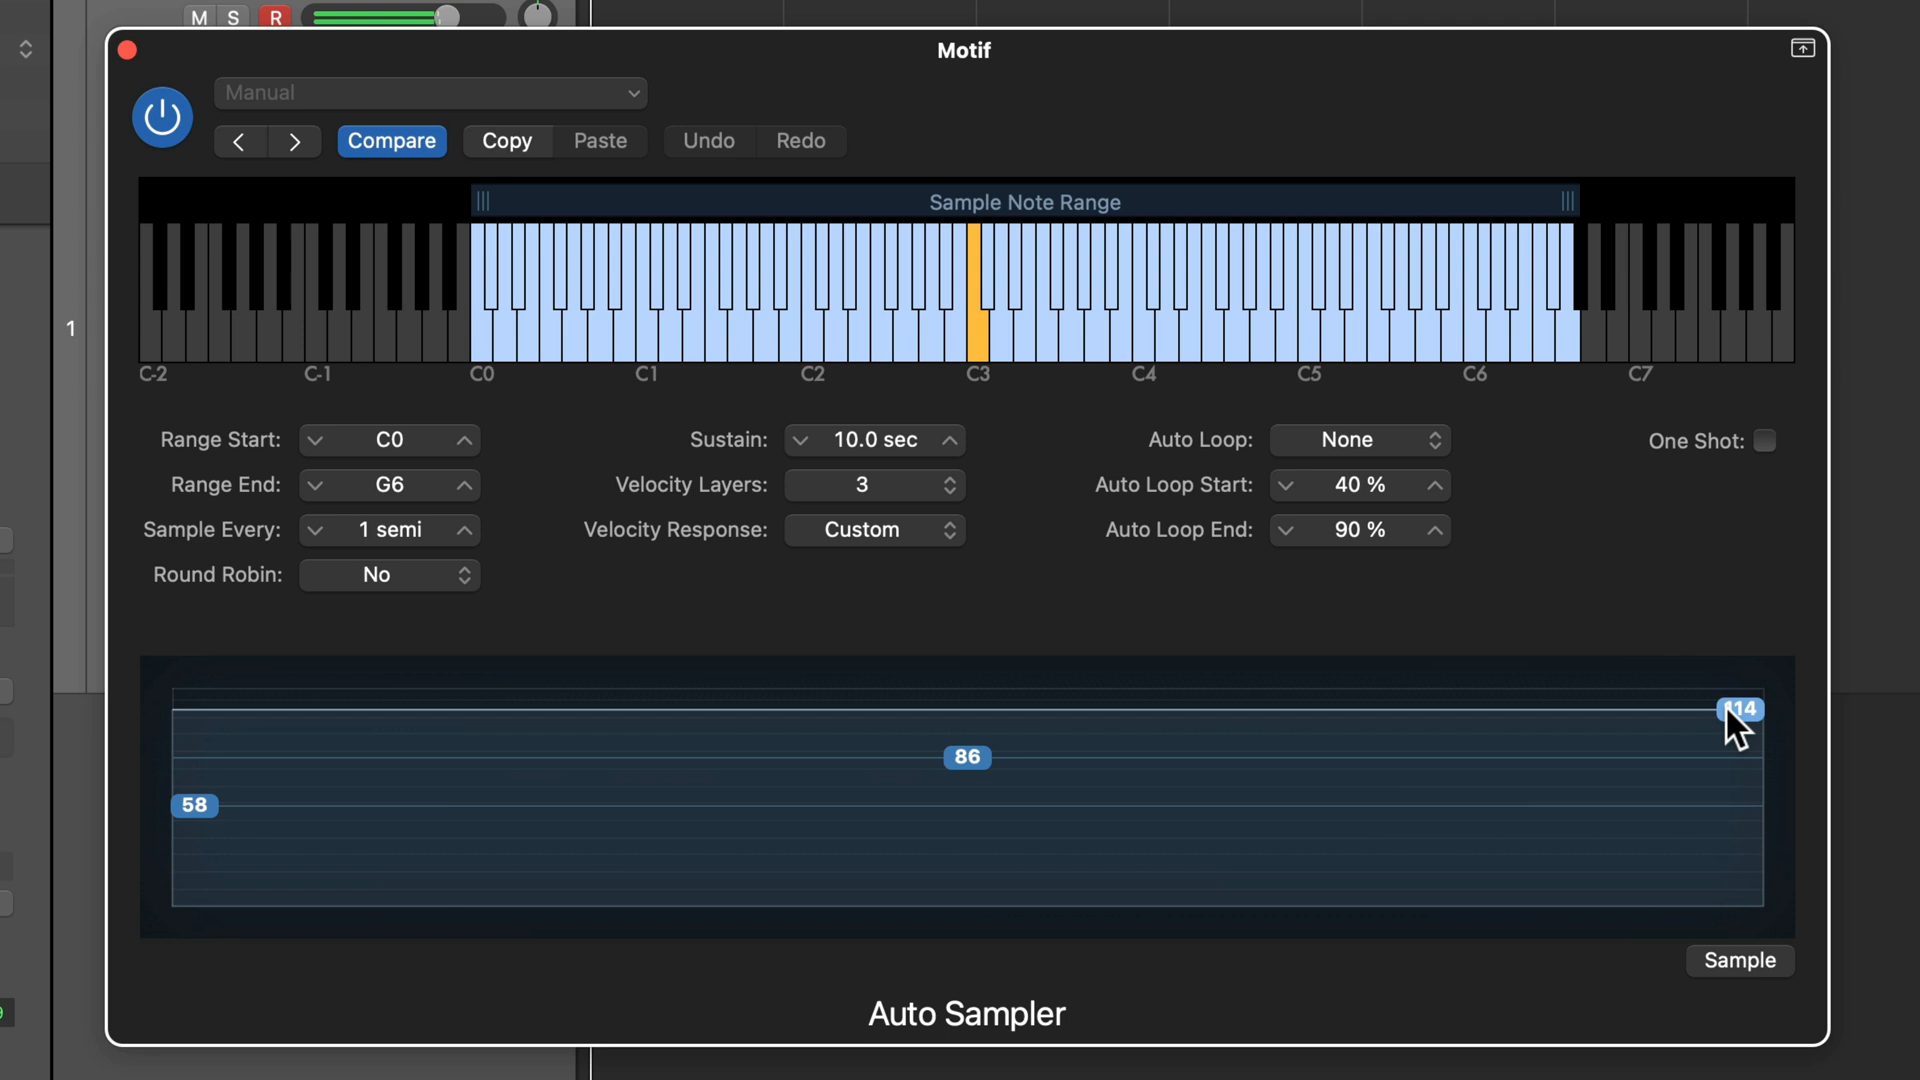 M S R
Motif
Manual
Compare Copy Paste Undo Redo
Sample Note Range
1
C-2 C-1 C0 C1 C2 C3 C4 C5 C6 C7
Range Start: C0 Sustain: 10.0 sec Auto Loop: None One Shot:
Range End: G6 Velocity Layers: 3 Auto Loop Start: 40 %
Sample Every: 1 semi Velocity Response: Custom Auto Loop End: 90 %
Round Robin: No
114
86
58
Sample
Auto Sampler